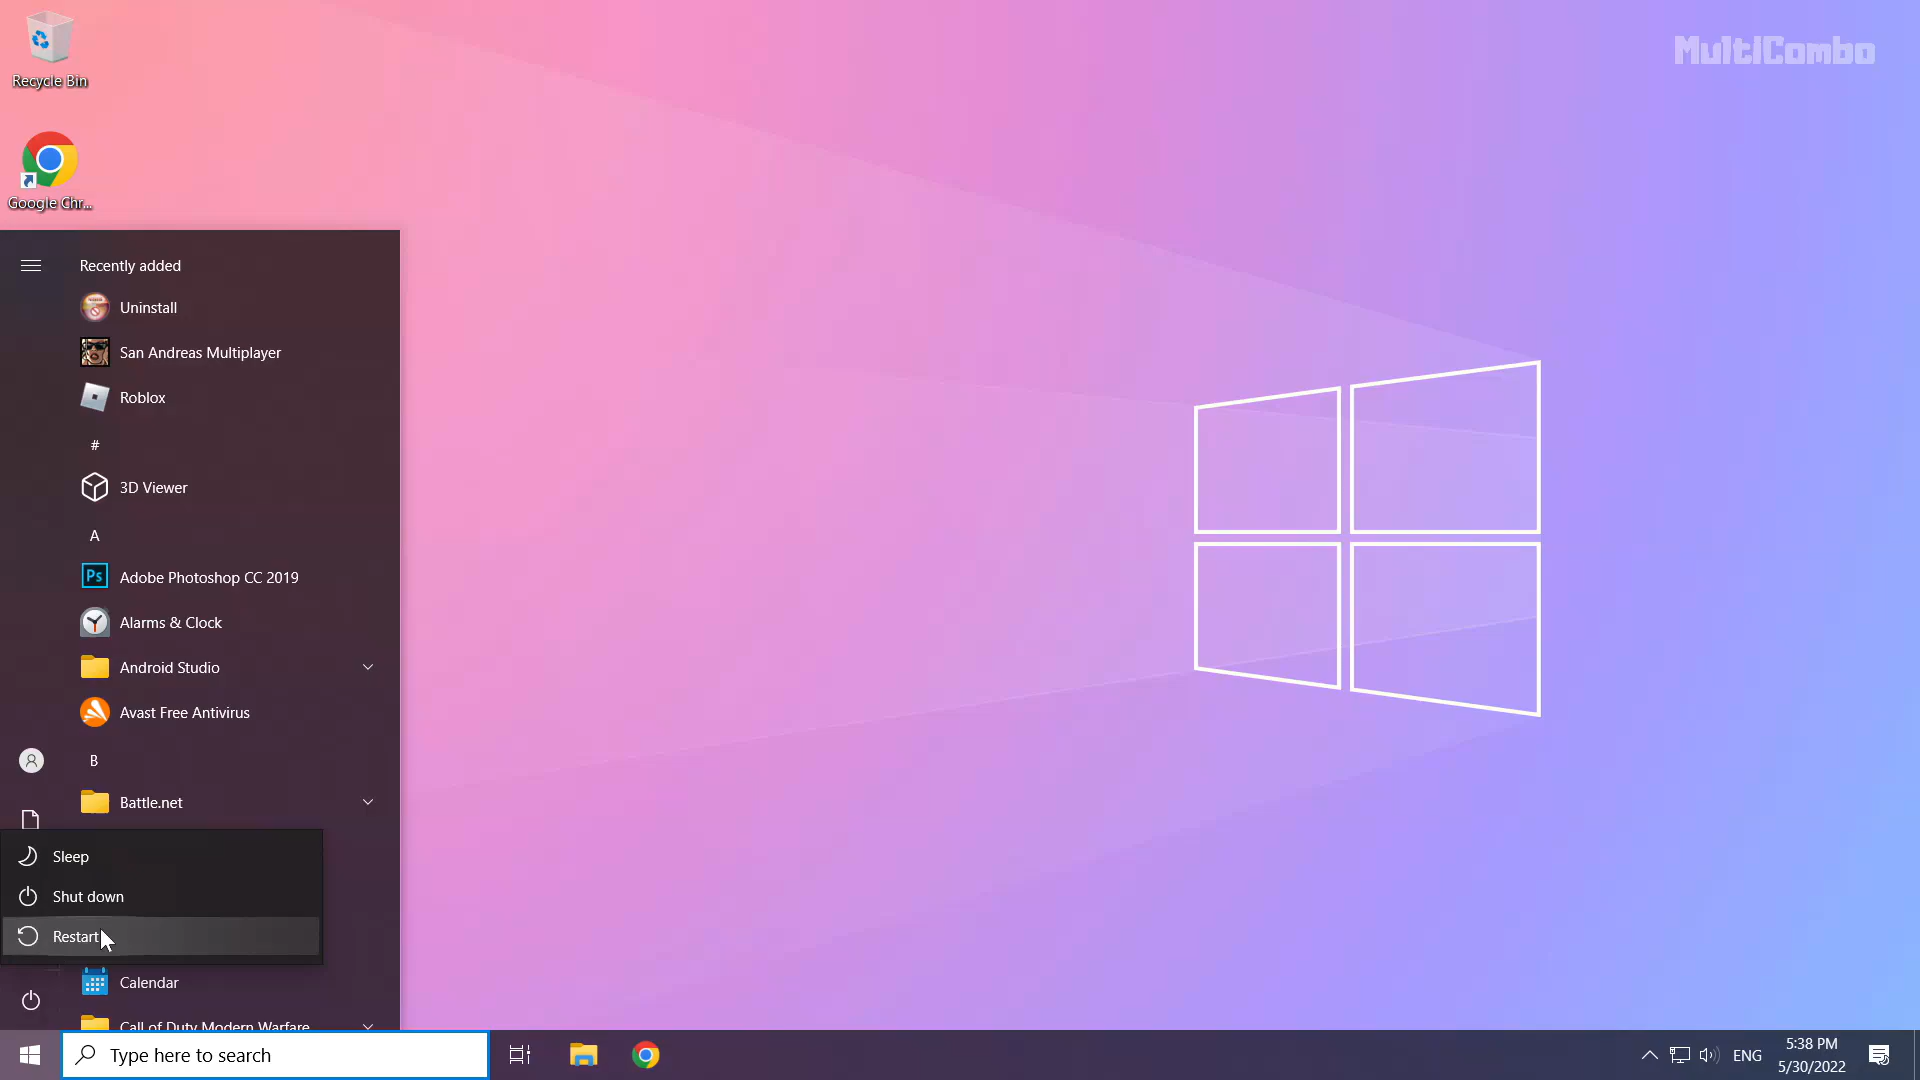 MultiCombo
Recycle Bin
Google Chr...
Recently added
Uninstall
San Andreas Multiplayer
Roblox
#
3D Viewer
A
Ps
Adobe Photoshop CC 2019
Alarms & Clock
Android Studio
Avast Free Antivirus
B
Battle.net
Sleep
Shut down
Restart
Calendar
Call of Duty Modern Warfare
Type here to search
ENG
5:38 PM
5/30/2022